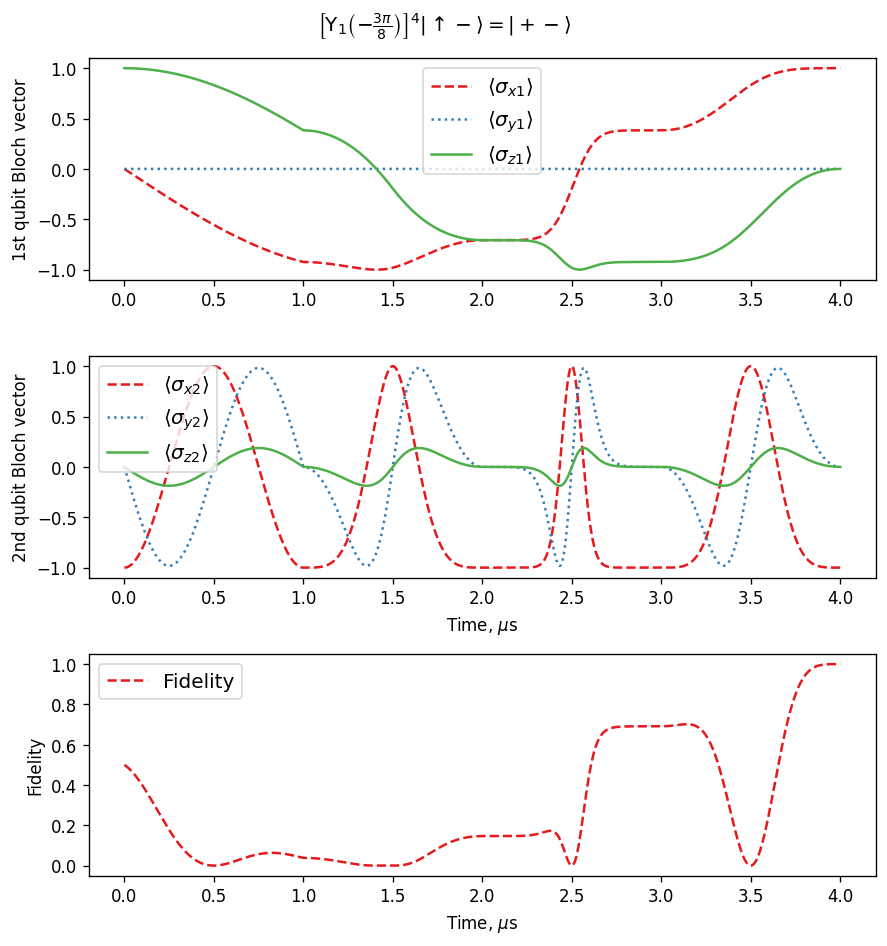 [Y₁(−3π/8)]⁴|↑ −⟩ = | + −⟩
1st qubit Bloch vector
1.0
0.5
0.0
−0.5
−1.0
⟨σx1⟩
⟨σy1⟩
⟨σz1⟩
0.0 0.5 1.0 1.5 2.0 2.5 3.0 3.5 4.0
2nd qubit Bloch vector
1.0
0.5
0.0
−0.5
−1.0
⟨σx2⟩
⟨σy2⟩
⟨σz2⟩
0.0 0.5 1.0 1.5 2.0 2.5 3.0 3.5 4.0
Time, μs
Fidelity
1.0
0.8
0.6
0.4
0.2
0.0
Fidelity
0.0 0.5 1.0 1.5 2.0 2.5 3.0 3.5 4.0
Time, μs